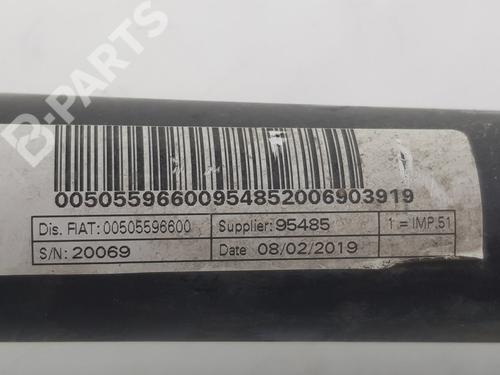 B-PARTS
00505596600954852006903919
Dis. FIAT: 00505596600 Supplier: 95485 1 = IMP.51
S/N: 20069 Date 08/02/2019